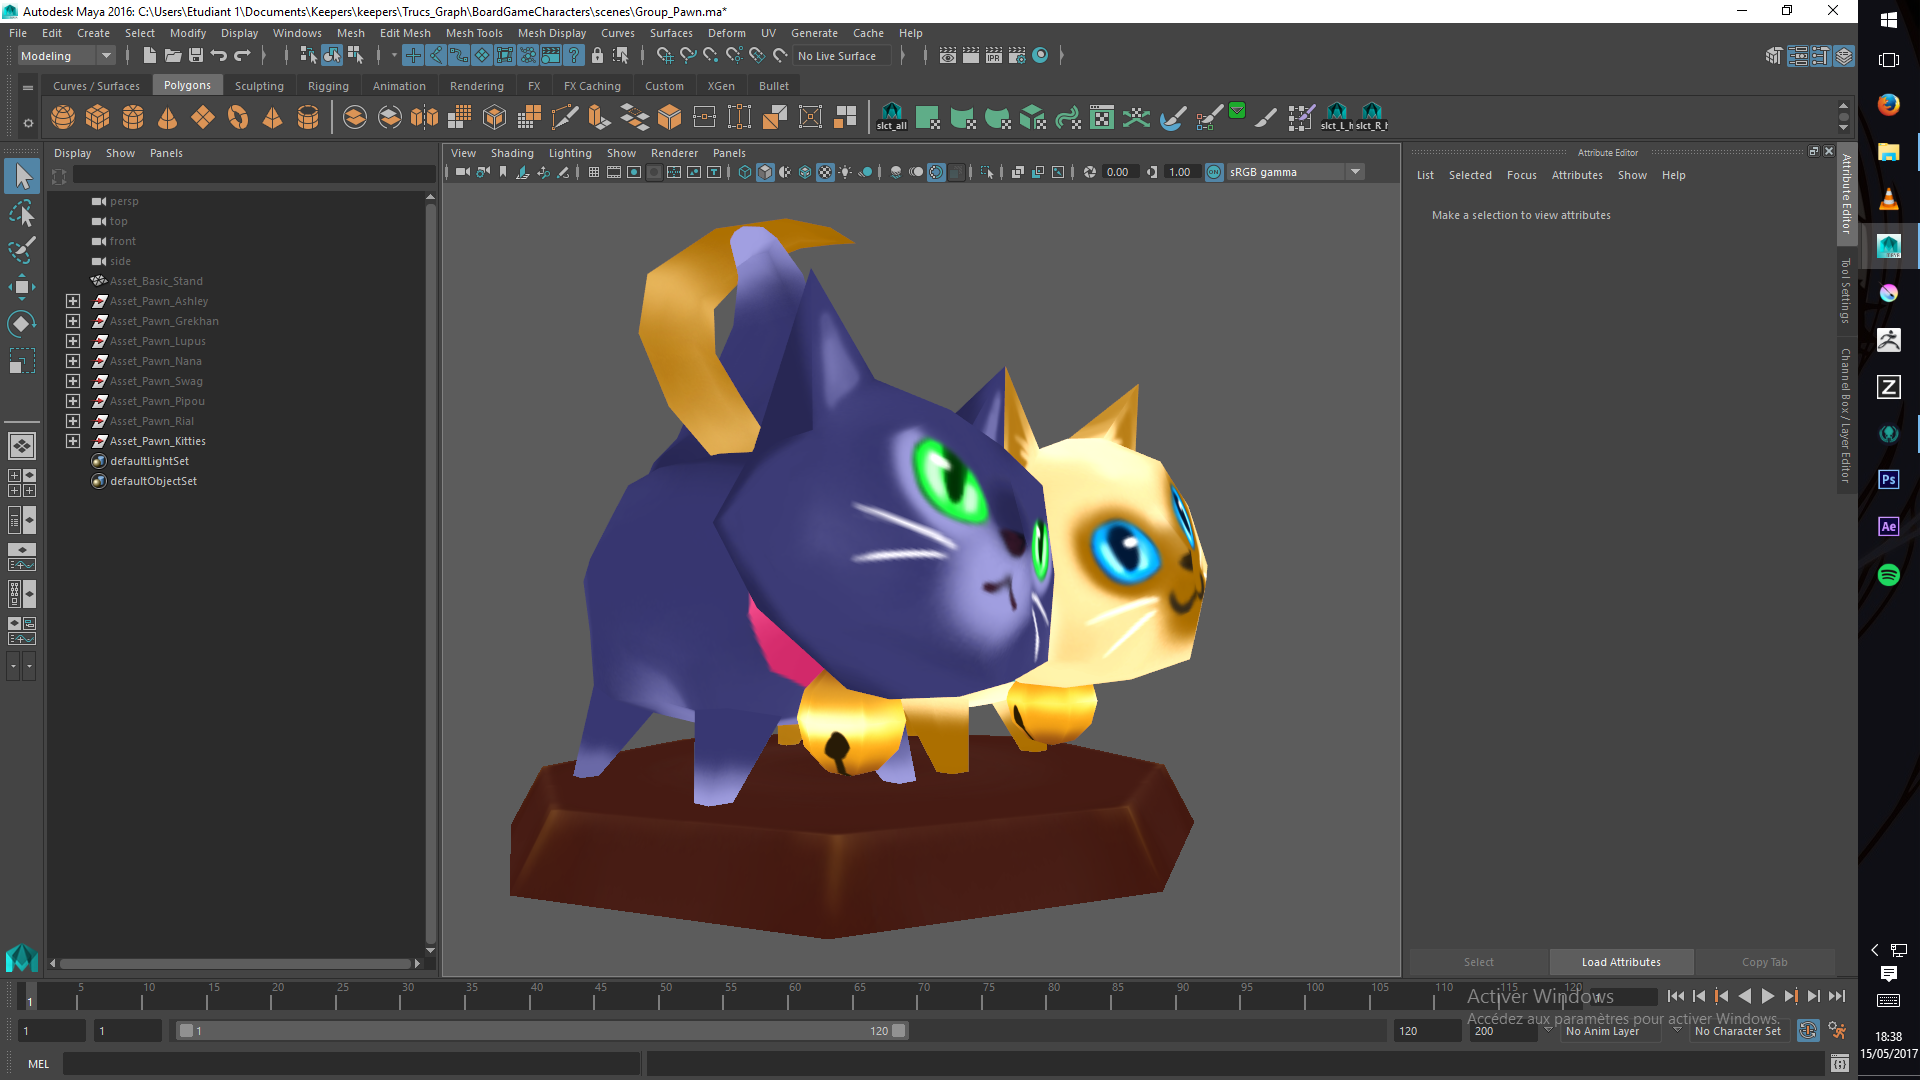 Autodesk Maya 2016: C:\Users\Etudiant 1\Documents\Keepers\keepers\Trucs_Graph\BoardGameCharacters\scenes\Group_Pawn.ma*
File Edit Create Select Modify Display Windows Mesh Edit Mesh Mesh Tools Mesh Display Curves Surfaces Deform UV Generate Cache Help
Modeling
No Live Surface
IPR
Curves / Surfaces Polygons Sculpting Rigging Animation Rendering FX FX Caching Custom XGen Bullet
slct_all slct_L_h slct_R_h
Display Show Panels
View Shading Lighting Show Renderer Panels
0.00 1.00 ON sRGB gamma
persp
top
front
side
Asset_Basic_Stand
Asset_Pawn_Ashley
Asset_Pawn_Grekhan
Asset_Pawn_Lupus
Asset_Pawn_Nana
Asset_Pawn_Swag
Asset_Pawn_Pipou
Asset_Pawn_Rial
Asset_Pawn_Kitties
defaultLightSet
defaultObjectSet
Attribute Editor
List Selected Focus Attributes Show Help
Make a selection to view attributes
Attribute Editor
Tool Settings
Channel Box / Layer Editor
Select Load Attributes Copy Tab
1 5 10 15 20 25 30 35 40 45 50 55 60 65 70 75 80 85 90 95 100 105 110 115 120
1 1 1 120 120 200 No Anim Layer No Character Set
Activer Windows
Accédez aux paramètres pour activer Windows.
MEL
Z
Ps
Ae
18:38
15/05/2017